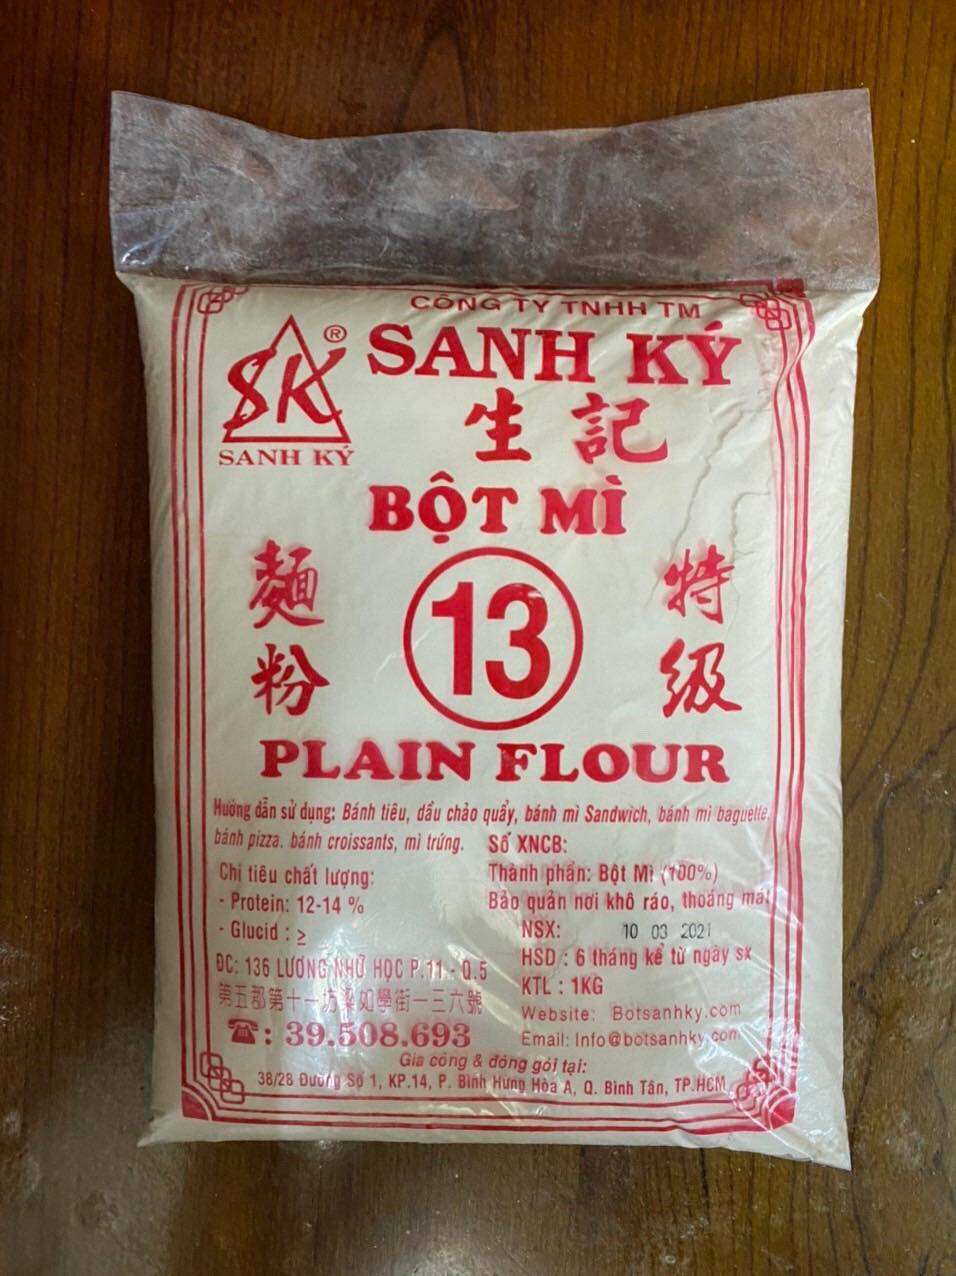 CÔNG TY TNHH TM
SANH KÝ
生記
SK®
SANH KÝ
BỘT MÌ
麵粉
13
特級
PLAIN FLOUR
Hướng dẫn sử dụng: Bánh tiêu, dầu chảo quẩy, bánh mì Sandwich, bánh mì baguette,
bánh pizza. bánh croissants, mì trứng.
Chỉ tiêu chất lượng:
- Protein: 12-14 %
- Glucid : ≥
Số XNCB:
Thành phần: Bột Mì (100%)
Bảo quản nơi khô ráo, thoáng mát
NSX: 10 03 2021
HSD : 6 tháng kể từ ngày sx
KTL : 1KG
Website: Botsanhky.com
Email: Info@botsanhky.com
ĐC: 136 LƯƠNG NHỮ HỌC P.11 - Q.5
第五郡第十一坊梁如學街一三六號
☎: 39.508.693
Gia công & đóng gói tại:
38/28 Đường Số 1, KP.14, P. Bình Hưng Hòa A, Q. Bình Tân, TP.HCM